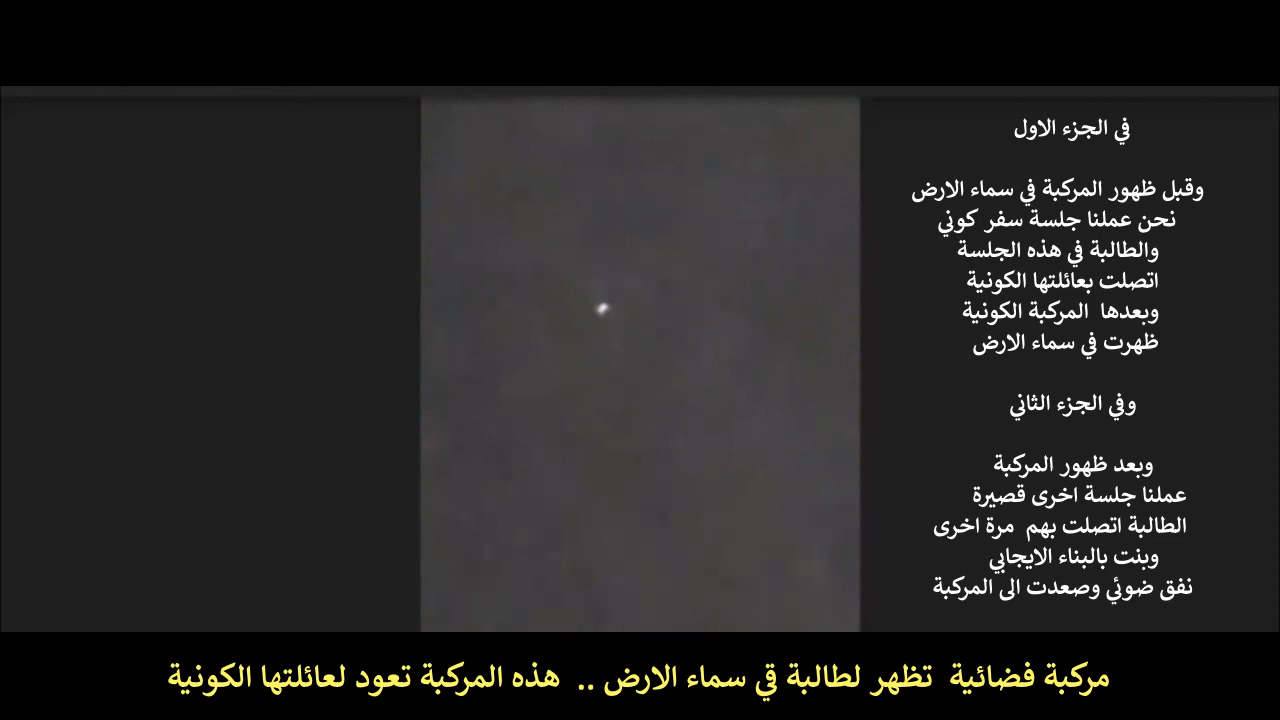 في الجزء الاول
وقبل ظهور المركبة في سماء الارض
نحن عملنا جلسة سفر كوني
والطالبة في هذه الجلسة
اتصلت بعائلتها الكونية
وبعدها المركبة الكونية
ظهرت في سماء الارض
وفي الجزء الثاني
وبعد ظهور المركبة
عملنا جلسة اخرى قصيرة
الطالبة اتصلت بهم مرة اخرى
وبنت بالبناء الايجابي
نفق ضوئي وصعدت الى المركبة
مركبة فضائية تظهر لطالبة قي سماء الارض .. هذه المركبة تعود لعائلتها الكونية